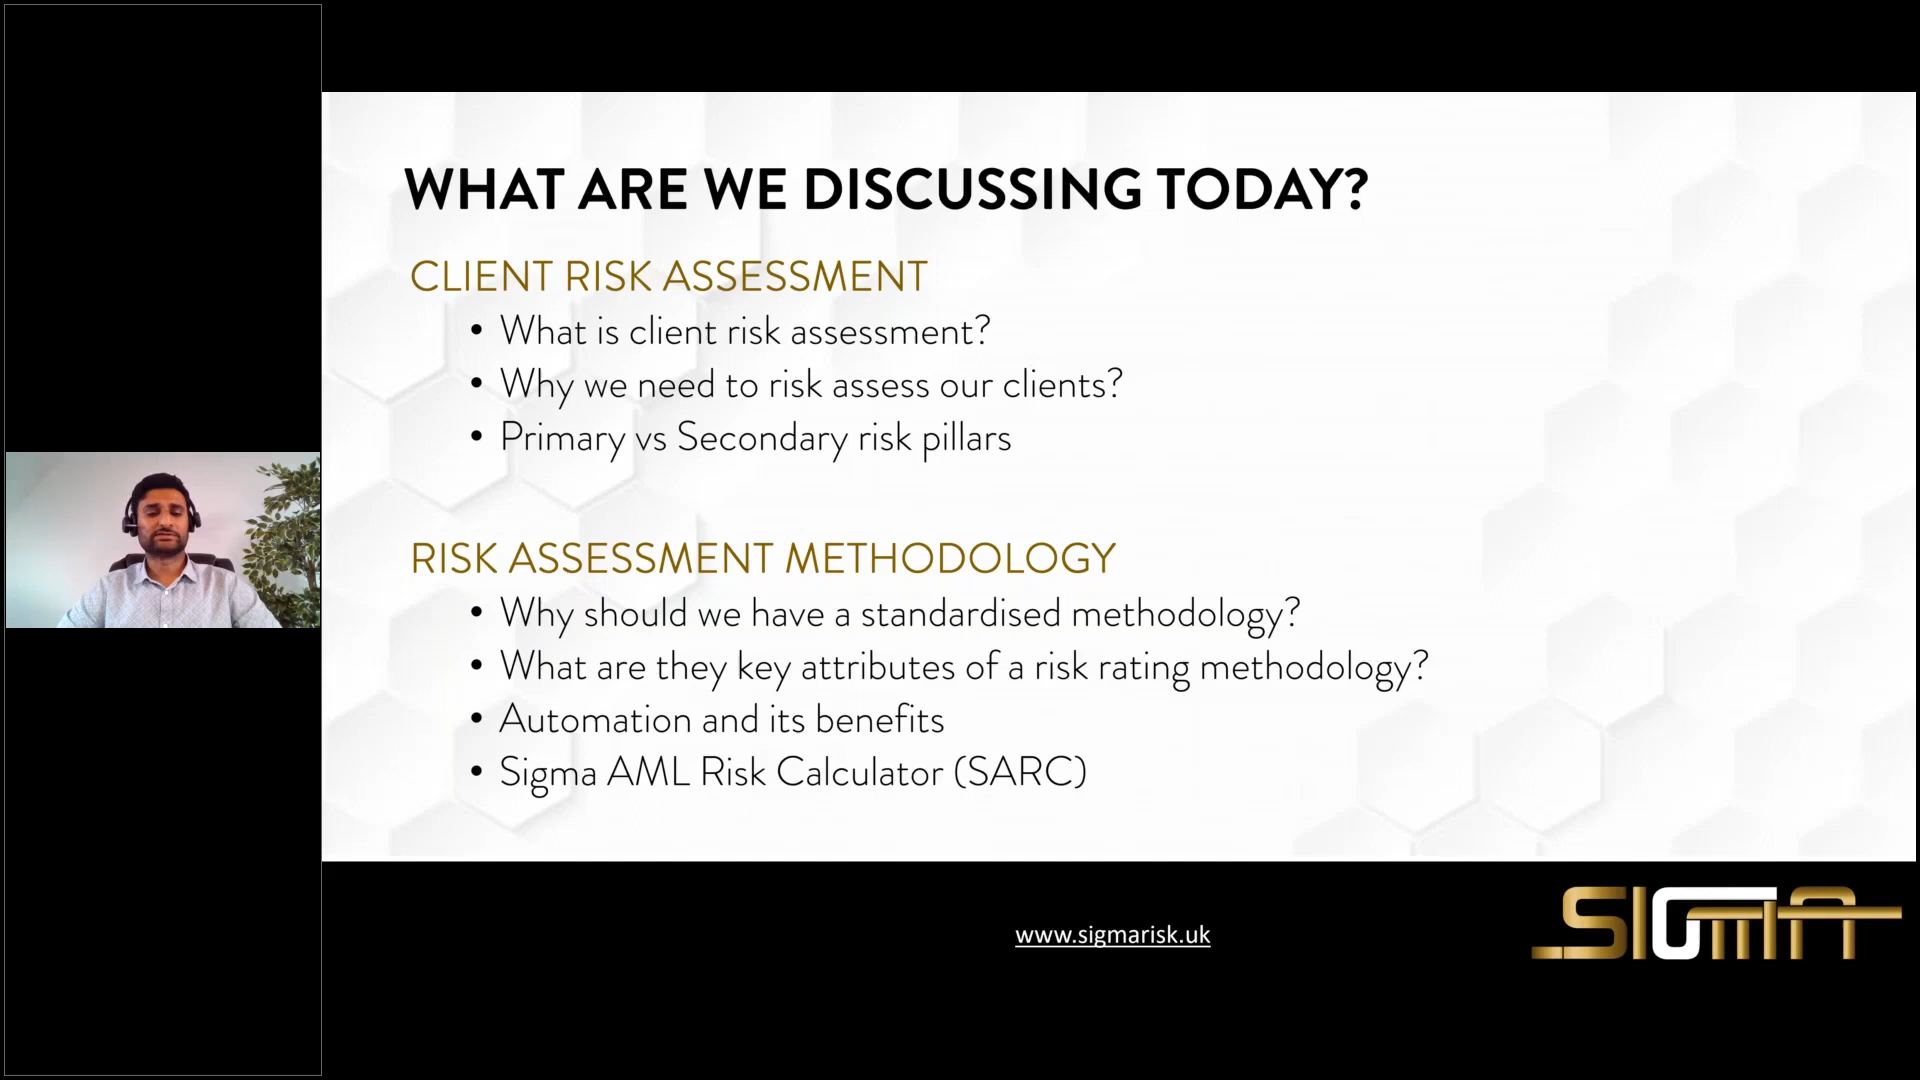 WHAT ARE WE DISCUSSING TODAY?
CLIENT RISK ASSESSMENT
• What is client risk assessment?
• Why we need to risk assess our clients?
• Primary vs Secondary risk pillars
RISK ASSESSMENT METHODOLOGY
• Why should we have a standardised methodology?
• What are they key attributes of a risk rating methodology?
• Automation and its benefits
• Sigma AML Risk Calculator (SARC)
www.sigmarisk.uk
SIGMA